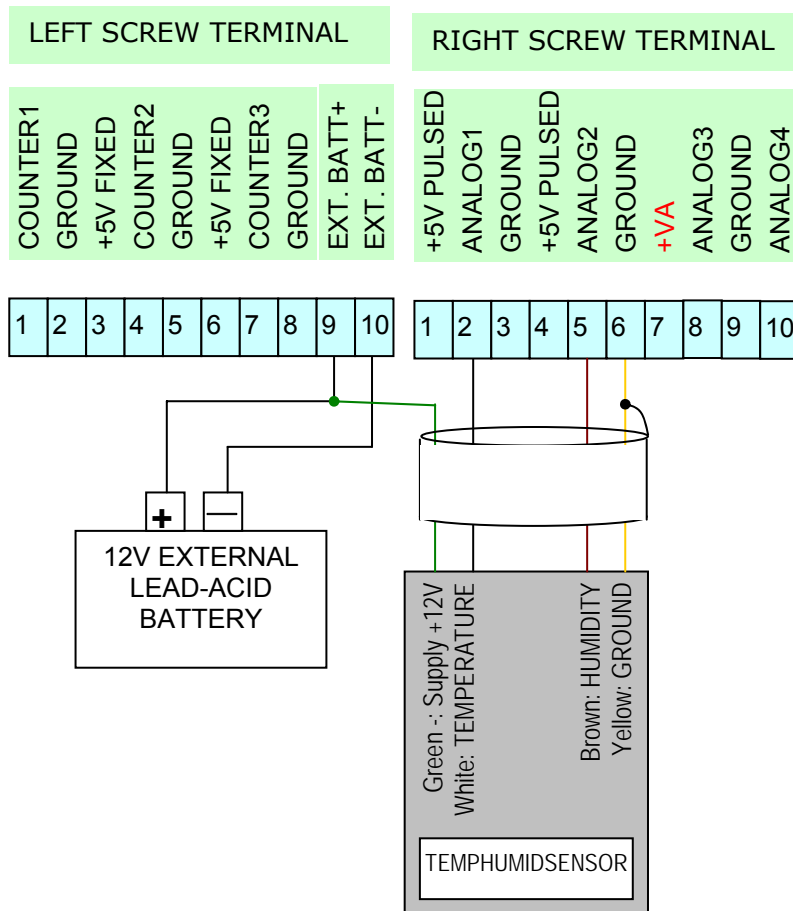 LEFT SCREW TERMINAL
RIGHT SCREW TERMINAL
COUNTER1
GROUND
+5V FIXED
COUNTER2
GROUND
+5V FIXED
COUNTER3
GROUND
EXT. BATT+
EXT. BATT-
+5V PULSED
ANALOG1
GROUND
+5V PULSED
ANALOG2
GROUND
+VA
ANALOG3
GROUND
ANALOG4
1 2 3 4 5 6 7 8 9 10
1 2 3 4 5 6 7 8 9 10
+ —
12V EXTERNAL
LEAD-ACID
BATTERY
Green -: Supply +12V
White: TEMPERATURE
Brown: HUMIDITY
Yellow: GROUND
TEMPHUMIDSENSOR